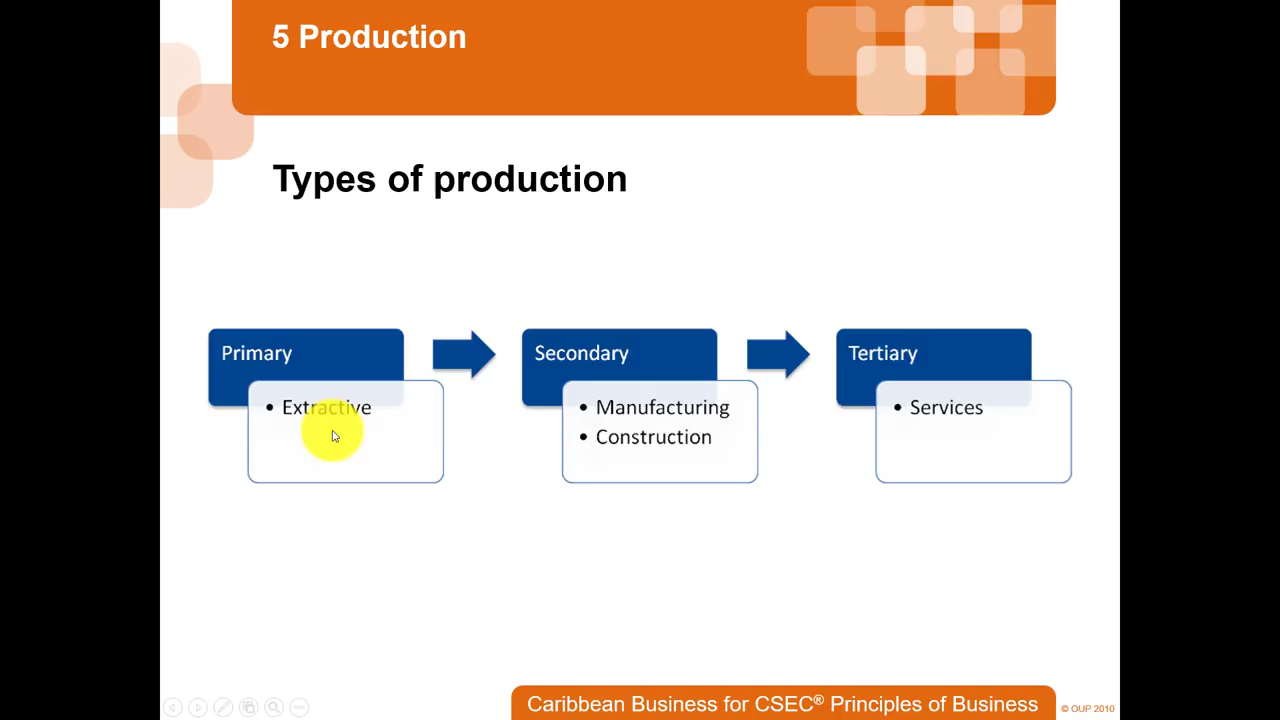 5 Production
Types of production
Primary
• Extractive
Secondary
• Manufacturing
• Construction
Tertiary
• Services
Caribbean Business for CSEC® Principles of Business
© OUP 2010